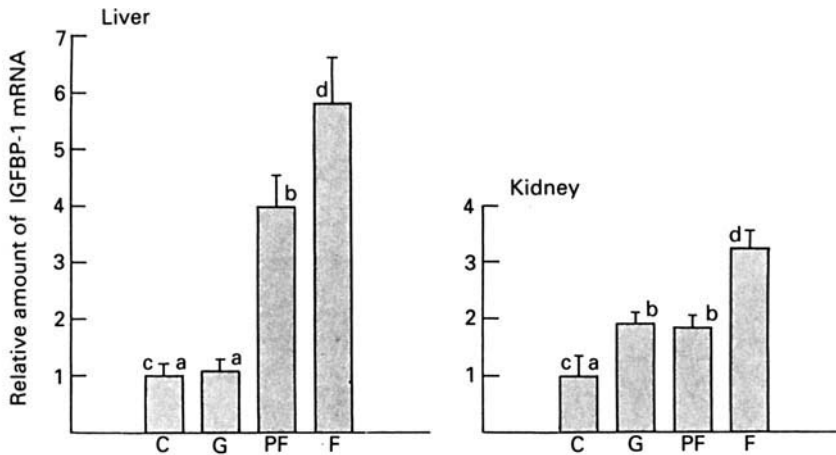 Liver
Relative amount of IGFBP-1 mRNA
7
6
5
4
3
2
1
c a
a
b
d
C G PF F
Kidney
4
3
2
1
c a
b
b
d
C G PF F